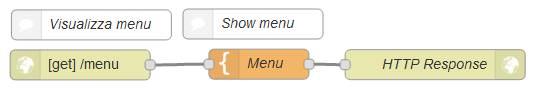 Visualizza menu
Show menu
[get] /menu
{ Menu
HTTP Response